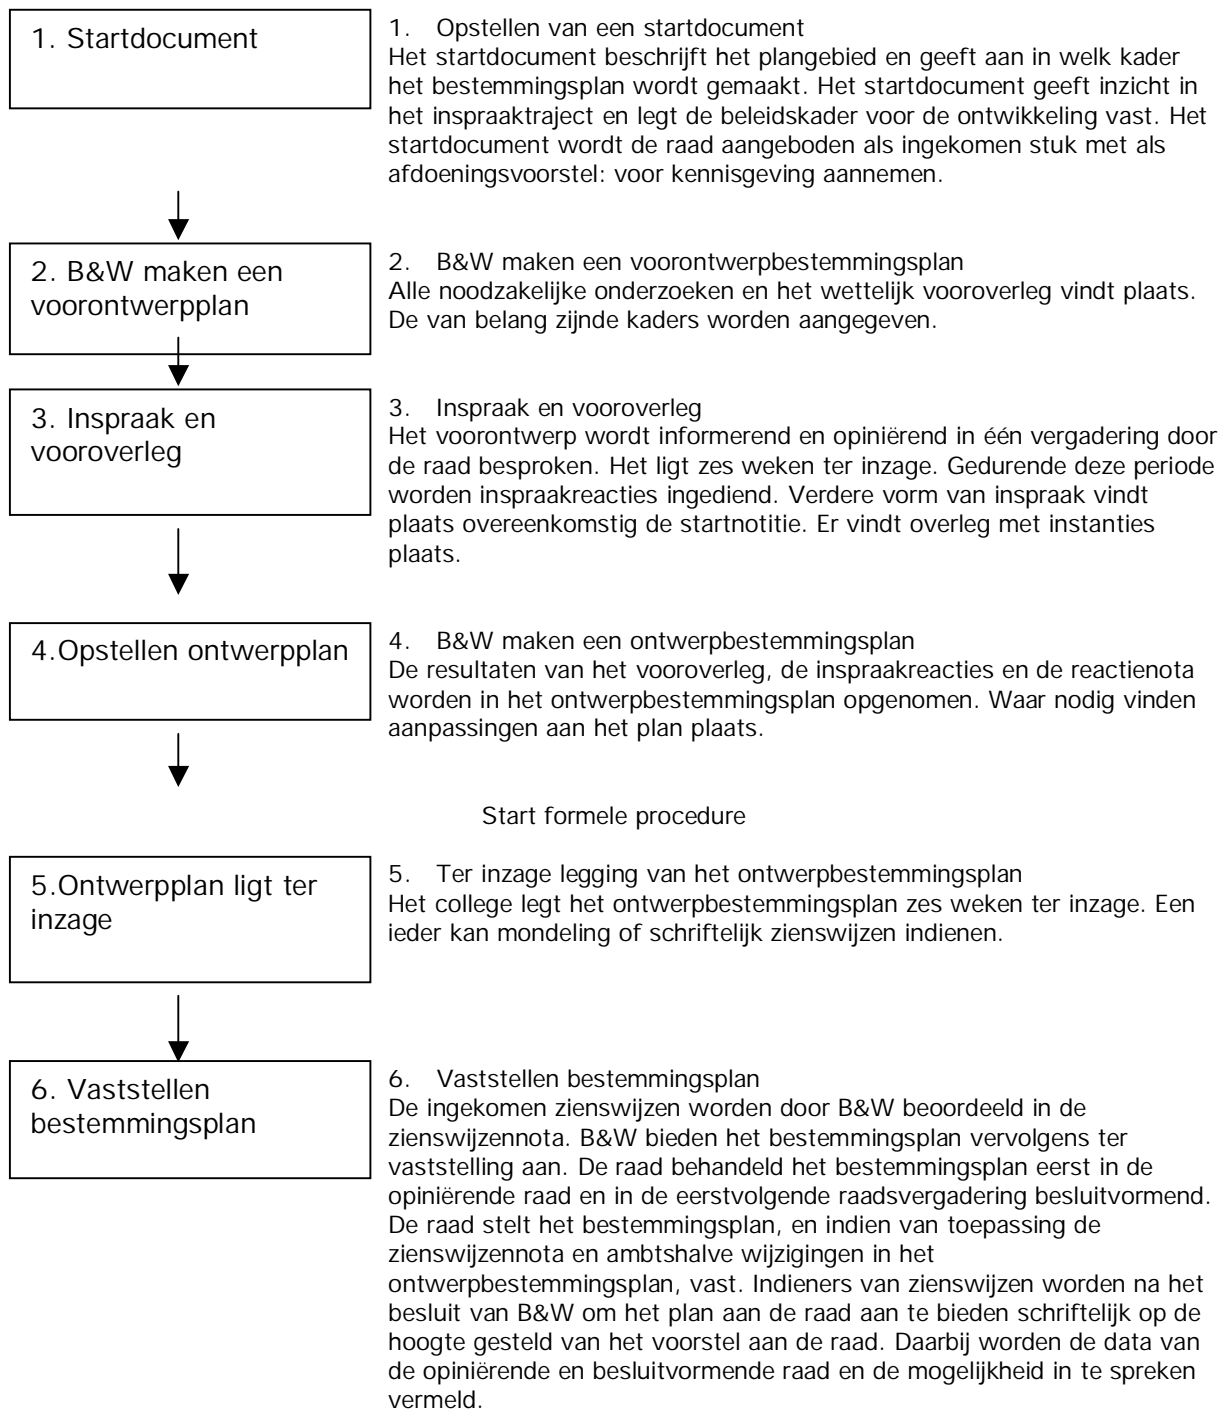 1. Startdocument
1. Opstellen van een startdocument
Het startdocument beschrijft het plangebied en geeft aan in welk kader
het bestemmingsplan wordt gemaakt. Het startdocument geeft inzicht in
het inspraaktraject en legt de beleidskader voor de ontwikkeling vast. Het
startdocument wordt de raad aangeboden als ingekomen stuk met als
afdoeningsvoorstel: voor kennisgeving aannemen.
2. B&W maken een
voorontwerpplan
2. B&W maken een voorontwerpbestemmingsplan
Alle noodzakelijke onderzoeken en het wettelijk vooroverleg vindt plaats.
De van belang zijnde kaders worden aangegeven.
3. Inspraak en
vooroverleg
3. Inspraak en vooroverleg
Het voorontwerp wordt informerend en opiniërend in één vergadering door
de raad besproken. Het ligt zes weken ter inzage. Gedurende deze periode
worden inspraakreacties ingediend. Verdere vorm van inspraak vindt
plaats overeenkomstig de startnotitie. Er vindt overleg met instanties
plaats.
4.Opstellen ontwerpplan
4. B&W maken een ontwerpbestemmingsplan
De resultaten van het vooroverleg, de inspraakreacties en de reactienota
worden in het ontwerpbestemmingsplan opgenomen. Waar nodig vinden
aanpassingen aan het plan plaats.
Start formele procedure
5.Ontwerpplan ligt ter
inzage
5. Ter inzage legging van het ontwerpbestemmingsplan
Het college legt het ontwerpbestemmingsplan zes weken ter inzage. Een
ieder kan mondeling of schriftelijk zienswijzen indienen.
6. Vaststellen
bestemmingsplan
6. Vaststellen bestemmingsplan
De ingekomen zienswijzen worden door B&W beoordeeld in de
zienswijzennota. B&W bieden het bestemmingsplan vervolgens ter
vaststelling aan. De raad behandeld het bestemmingsplan eerst in de
opiniërende raad en in de eerstvolgende raadsvergadering besluitvormend.
De raad stelt het bestemmingsplan, en indien van toepassing de
zienswijzennota en ambtshalve wijzigingen in het
ontwerpbestemmingsplan, vast. Indieners van zienswijzen worden na het
besluit van B&W om het plan aan de raad aan te bieden schriftelijk op de
hoogte gesteld van het voorstel aan de raad. Daarbij worden de data van
de opiniërende en besluitvormende raad en de mogelijkheid in te spreken
vermeld.